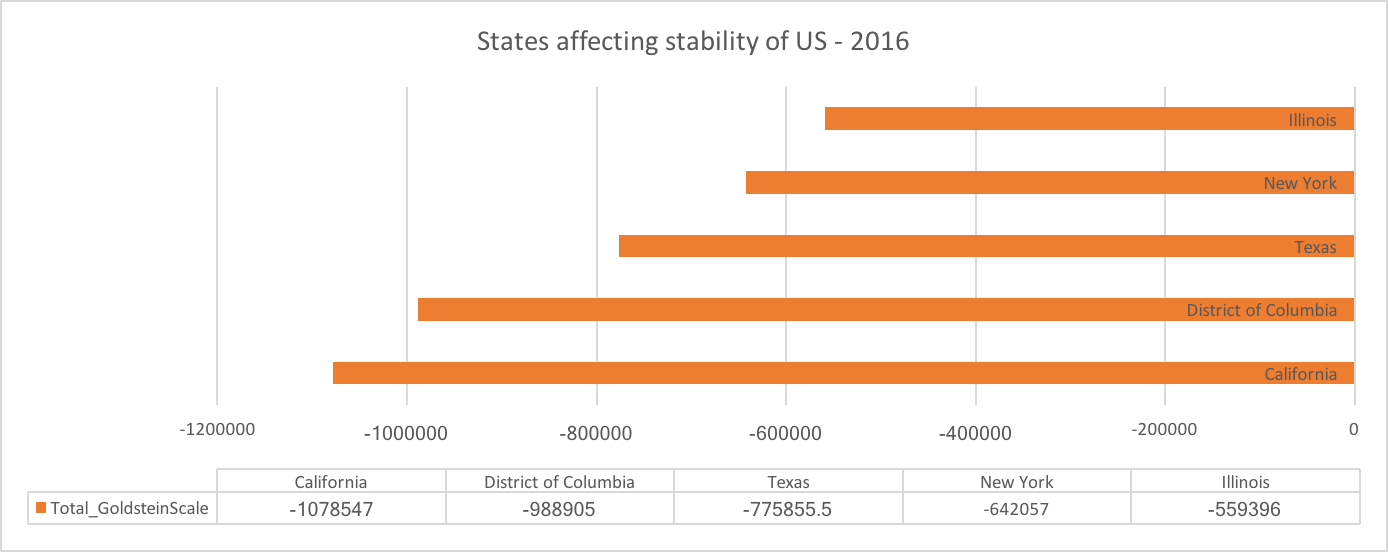 States affecting stability of US - 2016
Illinois
New York
Texas
District of Columbia
California
-1200000 -1000000 -800000 -600000 -400000 -200000 0
California District of Columbia Texas New York Illinois
Total_GoldsteinScale -1078547 -988905 -775855.5 -642057 -559396